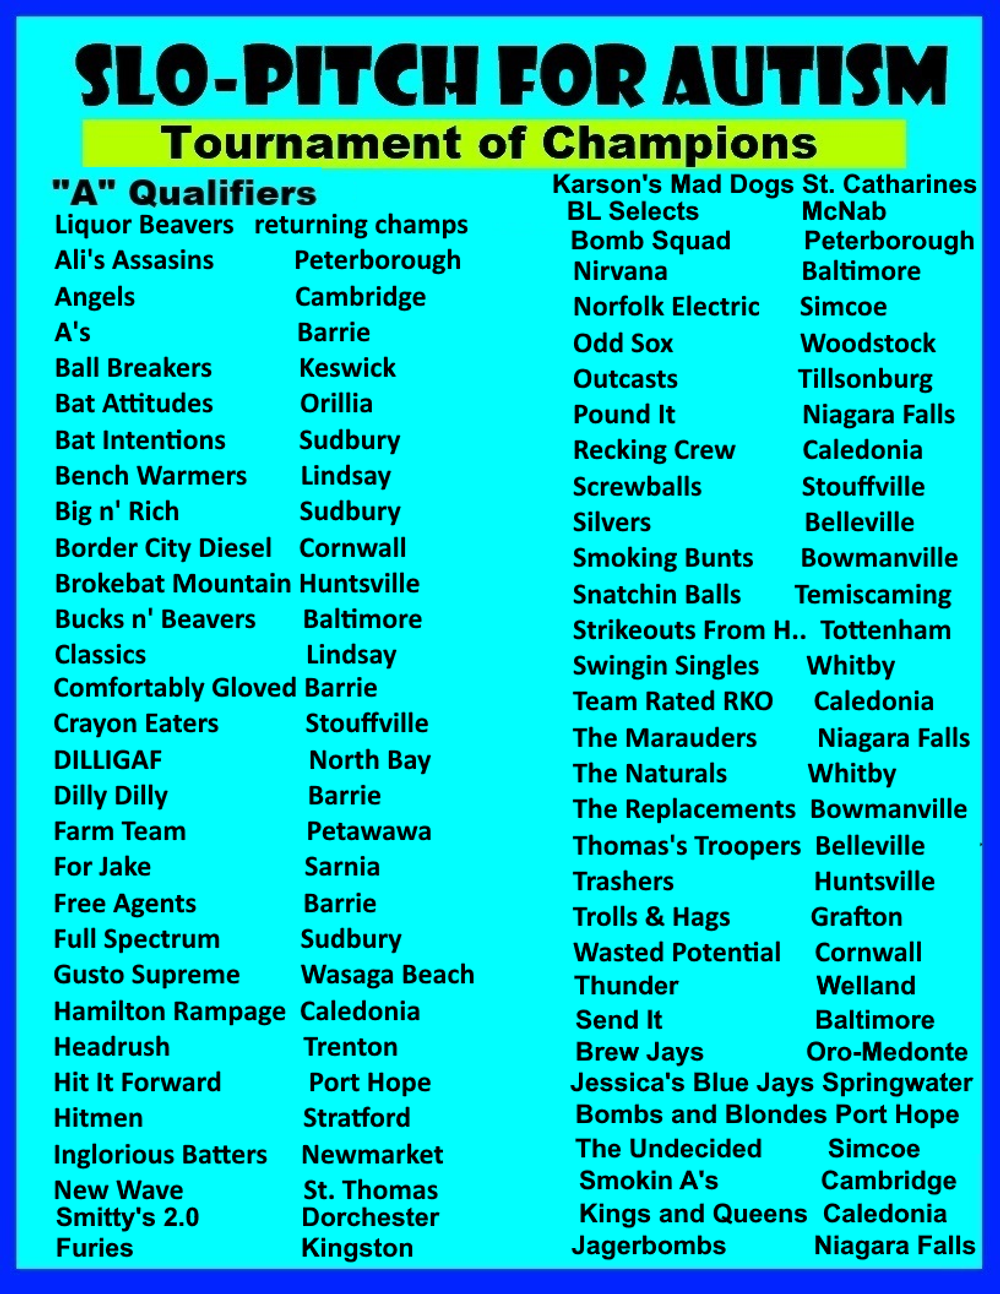 SLO-PITCH FOR AUTISM
Tournament of Champions
"A" Qualifiers
Liquor Beavers returning champs
Ali's Assasins Peterborough
Angels Cambridge
A's Barrie
Ball Breakers Keswick
Bat Attitudes Orillia
Bat Intentions Sudbury
Bench Warmers Lindsay
Big n' Rich Sudbury
Border City Diesel Cornwall
Brokebat Mountain Huntsville
Bucks n' Beavers Baltimore
Classics Lindsay
Comfortably Gloved Barrie
Crayon Eaters Stouffville
DILLIGAF North Bay
Dilly Dilly Barrie
Farm Team Petawawa
For Jake Sarnia
Free Agents Barrie
Full Spectrum Sudbury
Gusto Supreme Wasaga Beach
Hamilton Rampage Caledonia
Headrush Trenton
Hit It Forward Port Hope
Hitmen Stratford
Inglorious Batters Newmarket
New Wave St. Thomas
Smitty's 2.0 Dorchester
Furies Kingston
Karson's Mad Dogs St. Catharines
BL Selects McNab
Bomb Squad Peterborough
Nirvana Baltimore
Norfolk Electric Simcoe
Odd Sox Woodstock
Outcasts Tillsonburg
Pound It Niagara Falls
Recking Crew Caledonia
Screwballs Stouffville
Silvers Belleville
Smoking Bunts Bowmanville
Snatchin Balls Temiscaming
Strikeouts From H.. Tottenham
Swingin Singles Whitby
Team Rated RKO Caledonia
The Marauders Niagara Falls
The Naturals Whitby
The Replacements Bowmanville
Thomas's Troopers Belleville
Trashers Huntsville
Trolls & Hags Grafton
Wasted Potential Cornwall
Thunder Welland
Send It Baltimore
Brew Jays Oro-Medonte
Jessica's Blue Jays Springwater
Bombs and Blondes Port Hope
The Undecided Simcoe
Smokin A's Cambridge
Kings and Queens Caledonia
Jagerbombs Niagara Falls